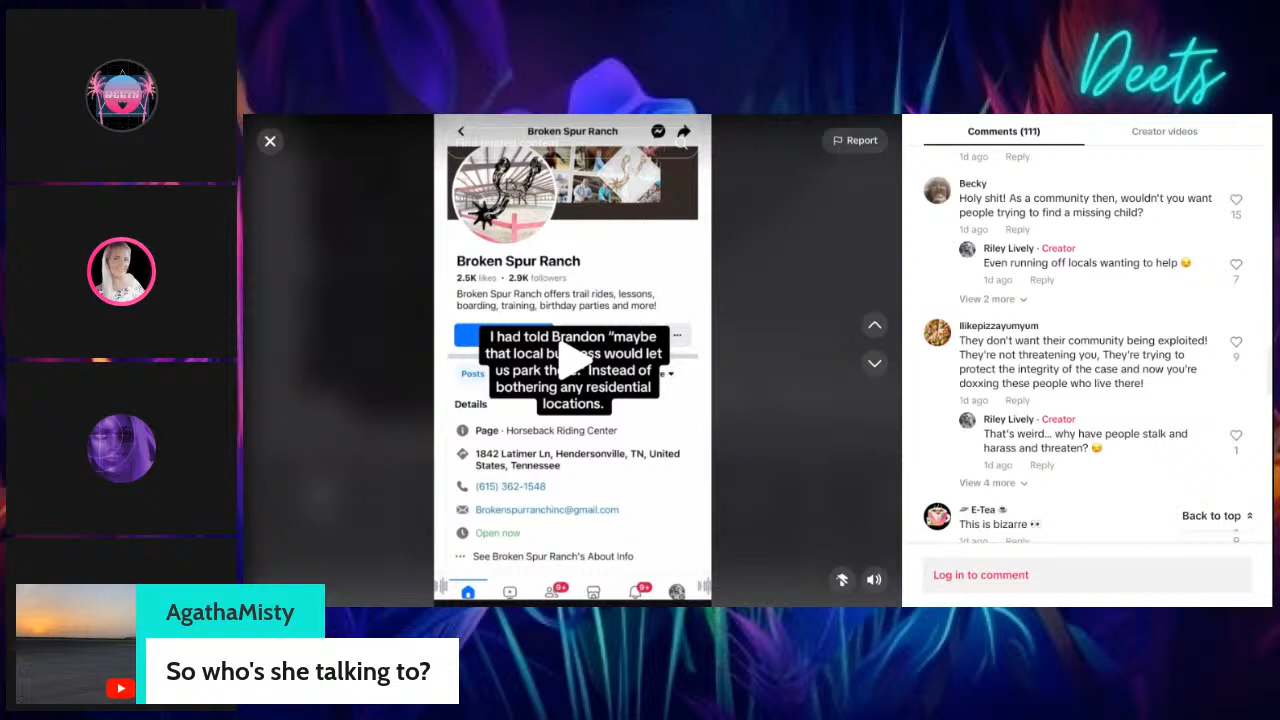 Deets
DEETS
Report
Broken Spur Ranch
Broken Spur Ranch
2.5K likes • 2.9K followers
Broken Spur Ranch offers trail rides, lessons,
boarding, training, birthday parties and more!
I had told Brandon “maybe
that local
would let
us park
Instead of
bothering any residential
locations.
Posts
Details
Page · Horseback Riding Center
1842 Latimer Ln, Hendersonville, TN, United
States, Tennessee
(615) 362-1548
Brokenspurranchinc@gmail.com
Open now
··· See Broken Spur Ranch's About Info
9+
9+
Comments (111)
Creator videos
1d ago Reply
Becky
Holy shit! As a community then, wouldn't you want
people trying to find a missing child?
15
1d ago Reply
Riley Lively · Creator
Even running off locals wanting to help 😏
7
1d ago Reply
View 2 more
Ilikepizzayumyum
They don't want their community being exploited!
They're not threatening you, They're trying to
protect the integrity of the case and now you're
doxxing these people who live there!
9
1d ago Reply
Riley Lively · Creator
That's weird... why have people stalk and
harass and threaten? 😏
1
1d ago Reply
View 4 more
E-Tea
This is bizarre 👀
Back to top
1d ago Reply
Log in to comment
AgathaMisty
So who's she talking to?